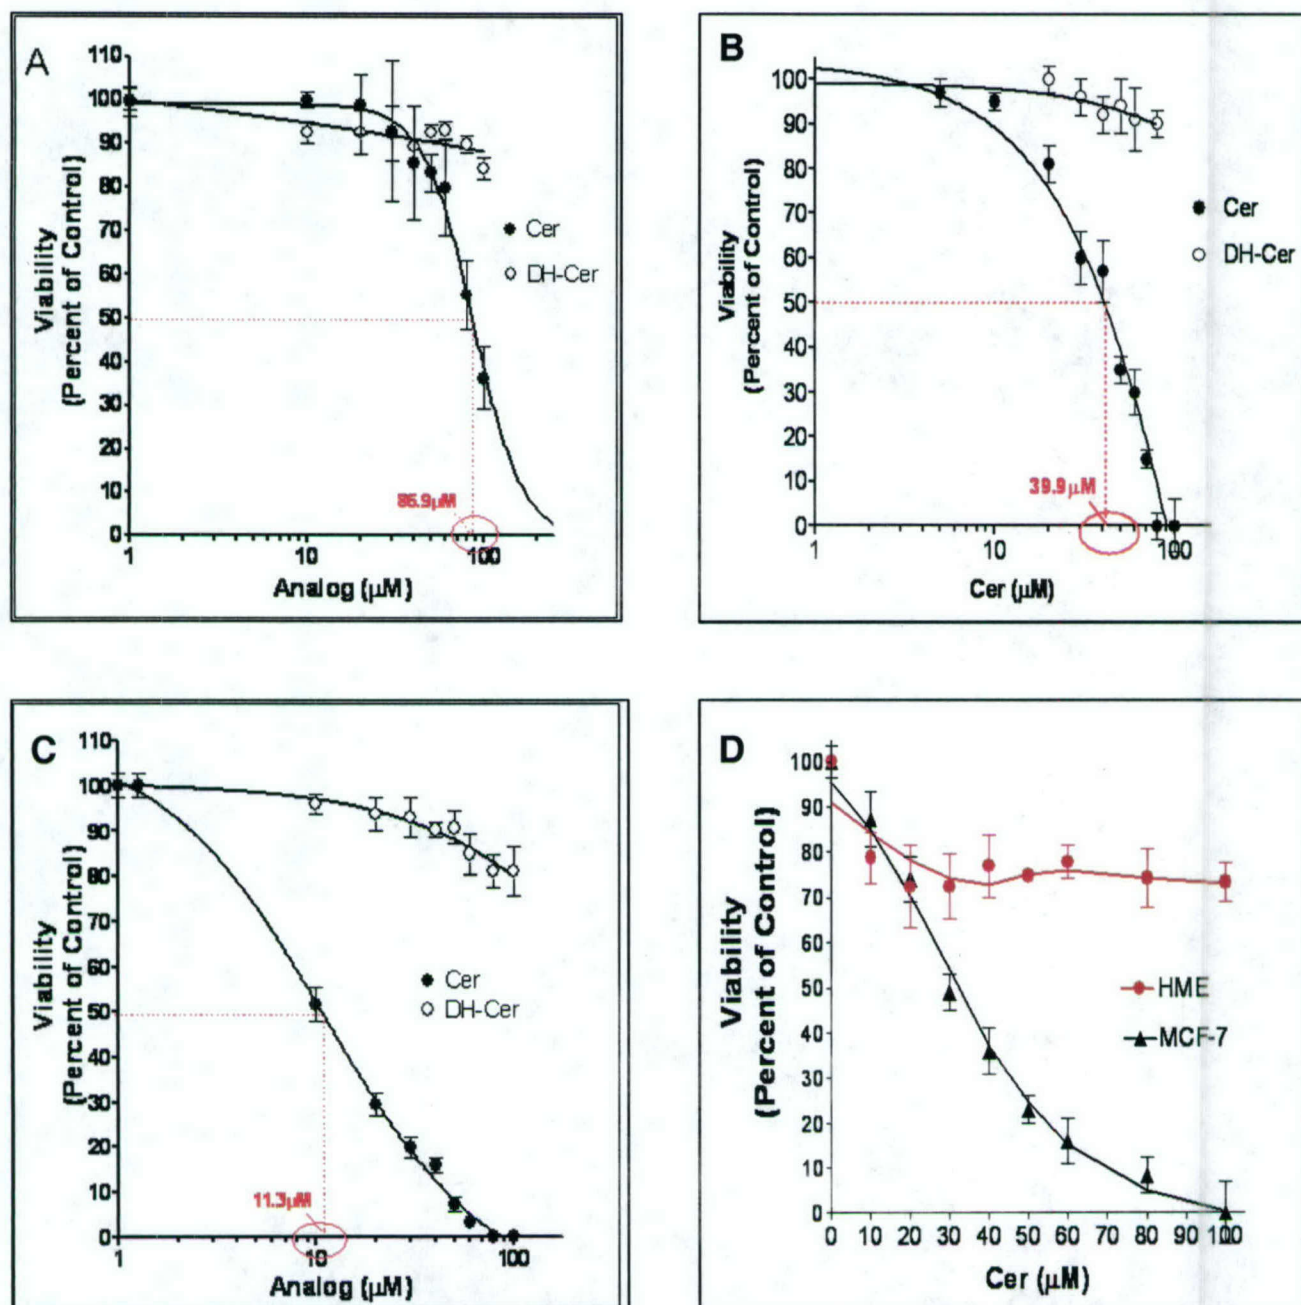 A
110
100
90
80
70
60
50
40
30
20
10
0
1
10
100
Viability
(Percent of Control)
Analog (μM)
Cer
DH-Cer
B
100
90
80
70
60
50
40
30
20
10
0
1
10
100
Viability
(Percent of Control)
Cer (μM)
Cer
DH-Cer
39.9μM
C
110
100
90
80
70
60
50
40
30
20
10
0
1
10
100
Viability
(Percent of Control)
Analog (μM)
Cer
DH-Cer
11.3μM
D
100
90
80
70
60
50
40
30
20
10
0
0 10 20 30 40 50 60 70 80 90 100
Viability
(Percent of Control)
Cer (μM)
HME
MCF-7